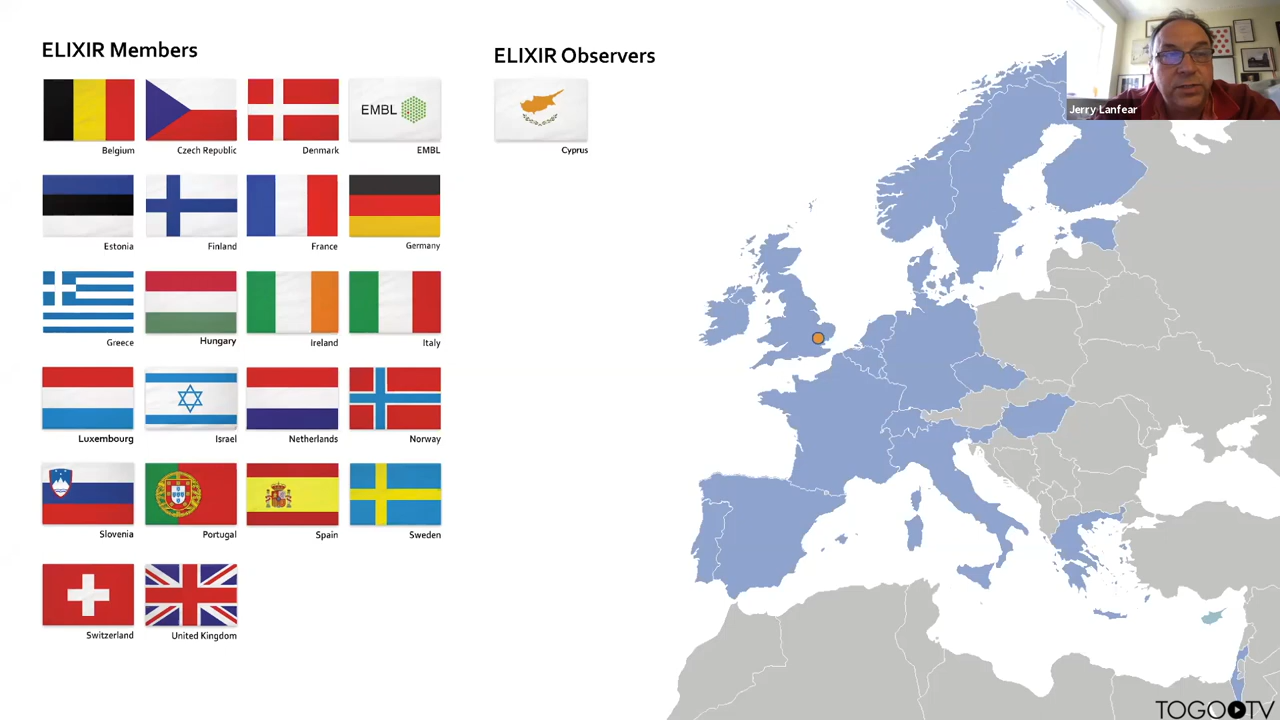 ELIXIR Members
ELIXIR Observers
Jerry Lanfear
EMBL
Belgium
Czech Republic
Denmark
EMBL
Cyprus
Estonia
Finland
France
Germany
Greece
Hungary
Ireland
Italy
Luxembourg
Israel
Netherlands
Norway
Slovenia
Portugal
Spain
Sweden
Switzerland
United Kingdom
TOGOTV